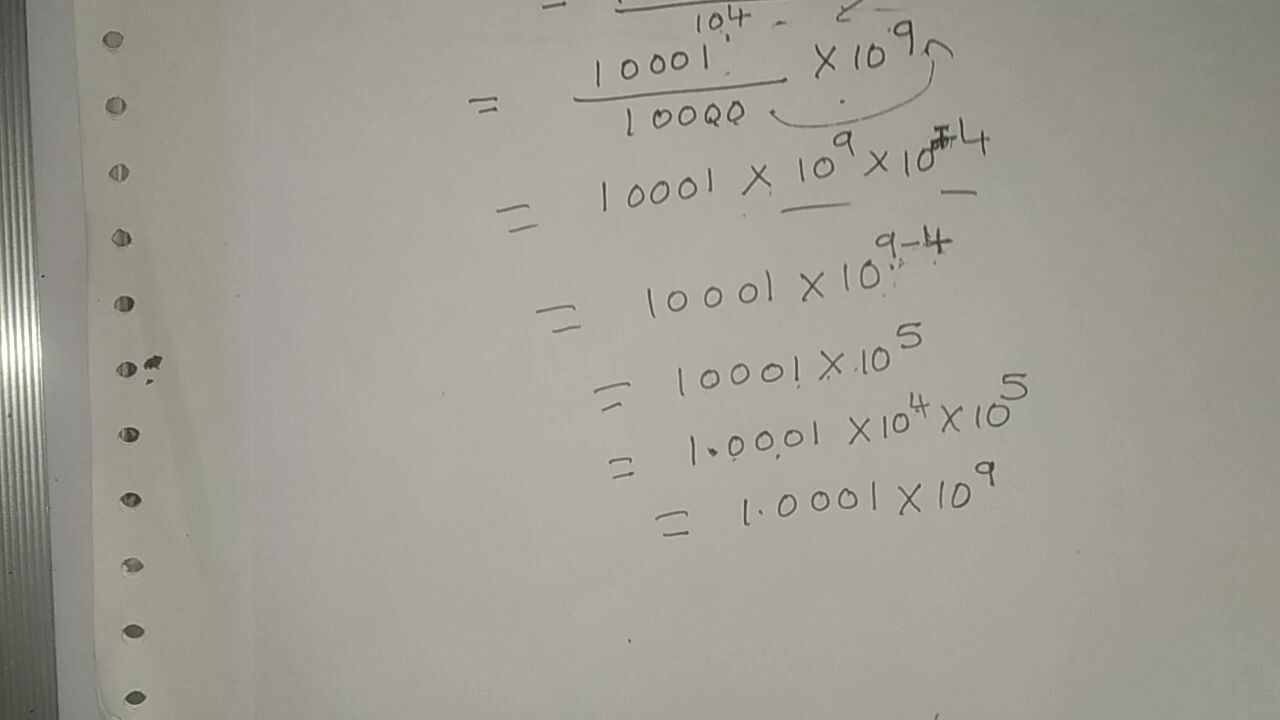 = 10⁴ -
= 10001 / 10000 × 10⁹
= 10001 × 10⁹ × 10⁻⁴
= 10001 × 10⁹⁻⁴
= 10001 × 10⁵
= 1.0001 × 10⁴ × 10⁵
= 1.0001 × 10⁹